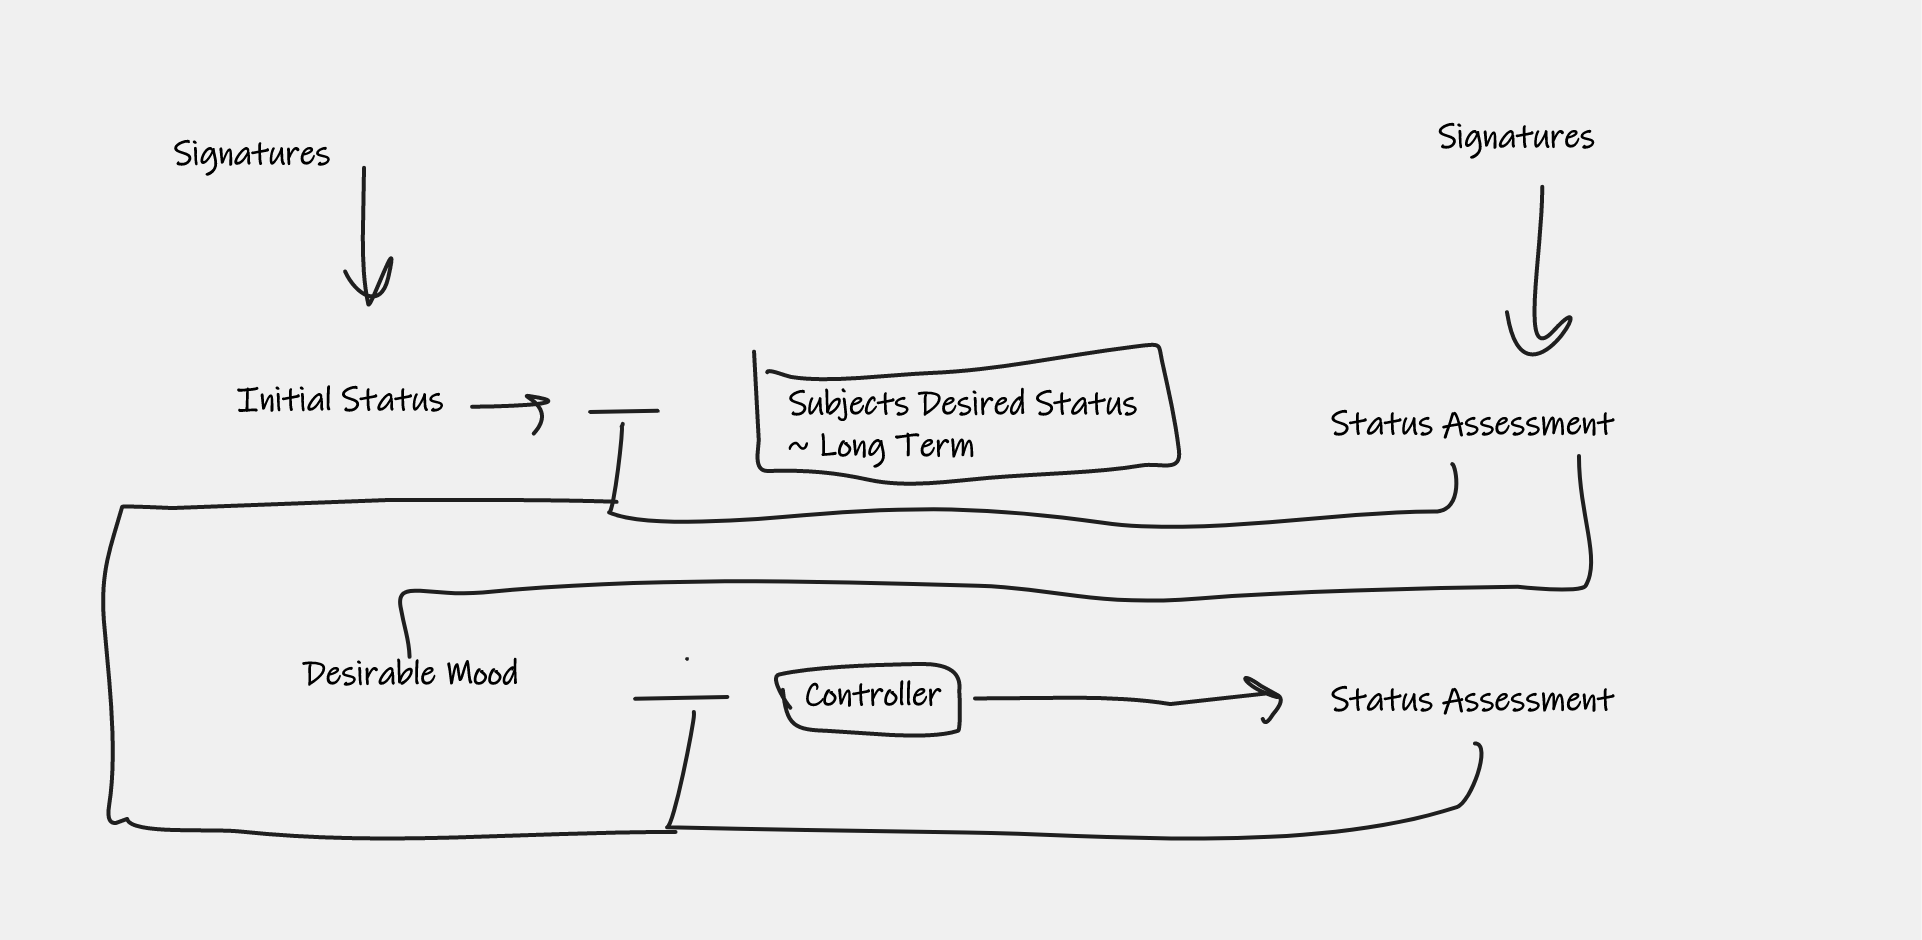 Signatures
Signatures
Initial Status
Subjects Desired Status
~ Long Term
Status Assessment
Desirable Mood
Controller
Status Assessment